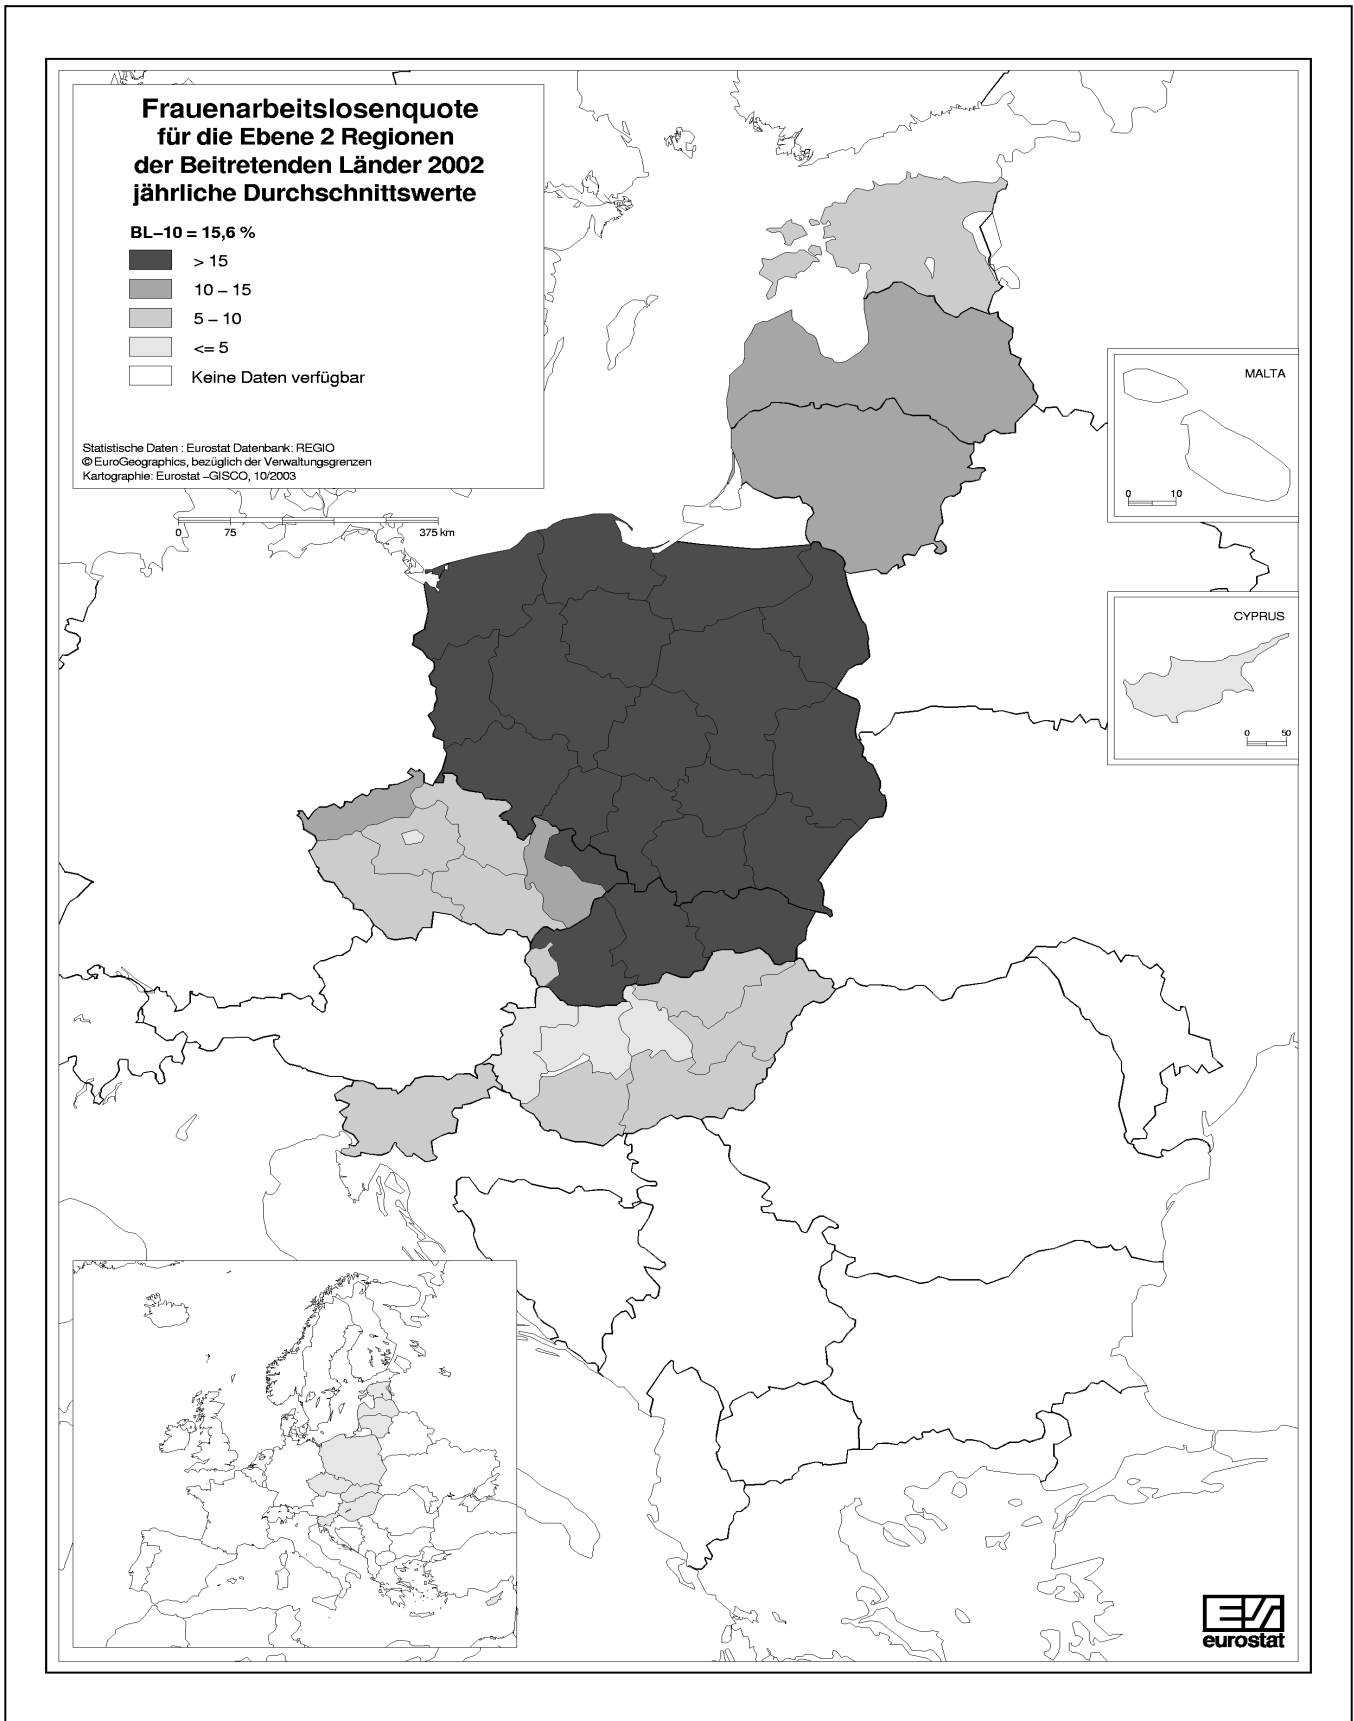 Frauenarbeitslosenquote
für die Ebene 2 Regionen
der Beitretenden Länder 2002
jährliche Durchschnittswerte
BL–10 = 15,6 %
> 15
10 – 15
5 – 10
<= 5
Keine Daten verfügbar
Statistische Daten : Eurostat Datenbank: REGIO
© EuroGeographics, bezüglich der Verwaltungsgrenzen
Kartographie: Eurostat –GISCO, 10/2003
0 75 375 km
MALTA
0 10
CYPRUS
0 50
eurostat